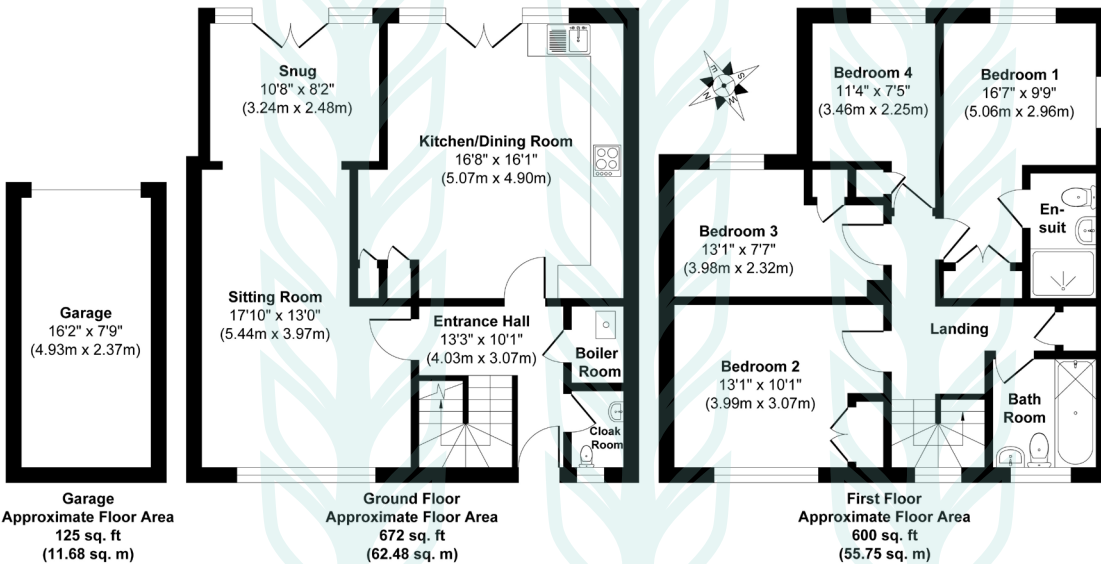 Snug
10'8" x 8'2"
(3.24m x 2.48m)
Kitchen/Dining Room
16'8" x 16'1"
(5.07m x 4.90m)
Sitting Room
17'10" x 13'0"
(5.44m x 3.97m)
Entrance Hall
13'3" x 10'1"
(4.03m x 3.07m)
Boiler
Room
Cloak
Room
Garage
16'2" x 7'9"
(4.93m x 2.37m)
N
E
S
W
Bedroom 4
11'4" x 7'5"
(3.46m x 2.25m)
Bedroom 1
16'7" x 9'9"
(5.06m x 2.96m)
En-
suit
Bedroom 3
13'1" x 7'7"
(3.98m x 2.32m)
Landing
Bedroom 2
13'1" x 10'1"
(3.99m x 3.07m)
Bath
Room
Garage
Approximate Floor Area
125 sq. ft
(11.68 sq. m)
Ground Floor
Approximate Floor Area
672 sq. ft
(62.48 sq. m)
First Floor
Approximate Floor Area
600 sq. ft
(55.75 sq. m)